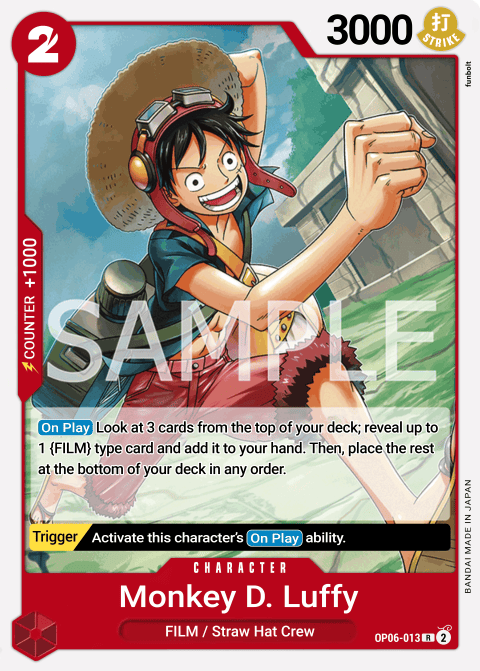 2
3000
打
STRIKE
funbolt
COUNTER +1000
SAMPLE
On Play Look at 3 cards from the top of your deck; reveal up to
1 {FILM} type card and add it to your hand. Then, place the rest
at the bottom of your deck in any order.
Trigger Activate this character's On Play ability.
BANDAI MADE IN JAPAN
CHARACTER
Monkey D. Luffy
FILM / Straw Hat Crew
OP06-013 R 2